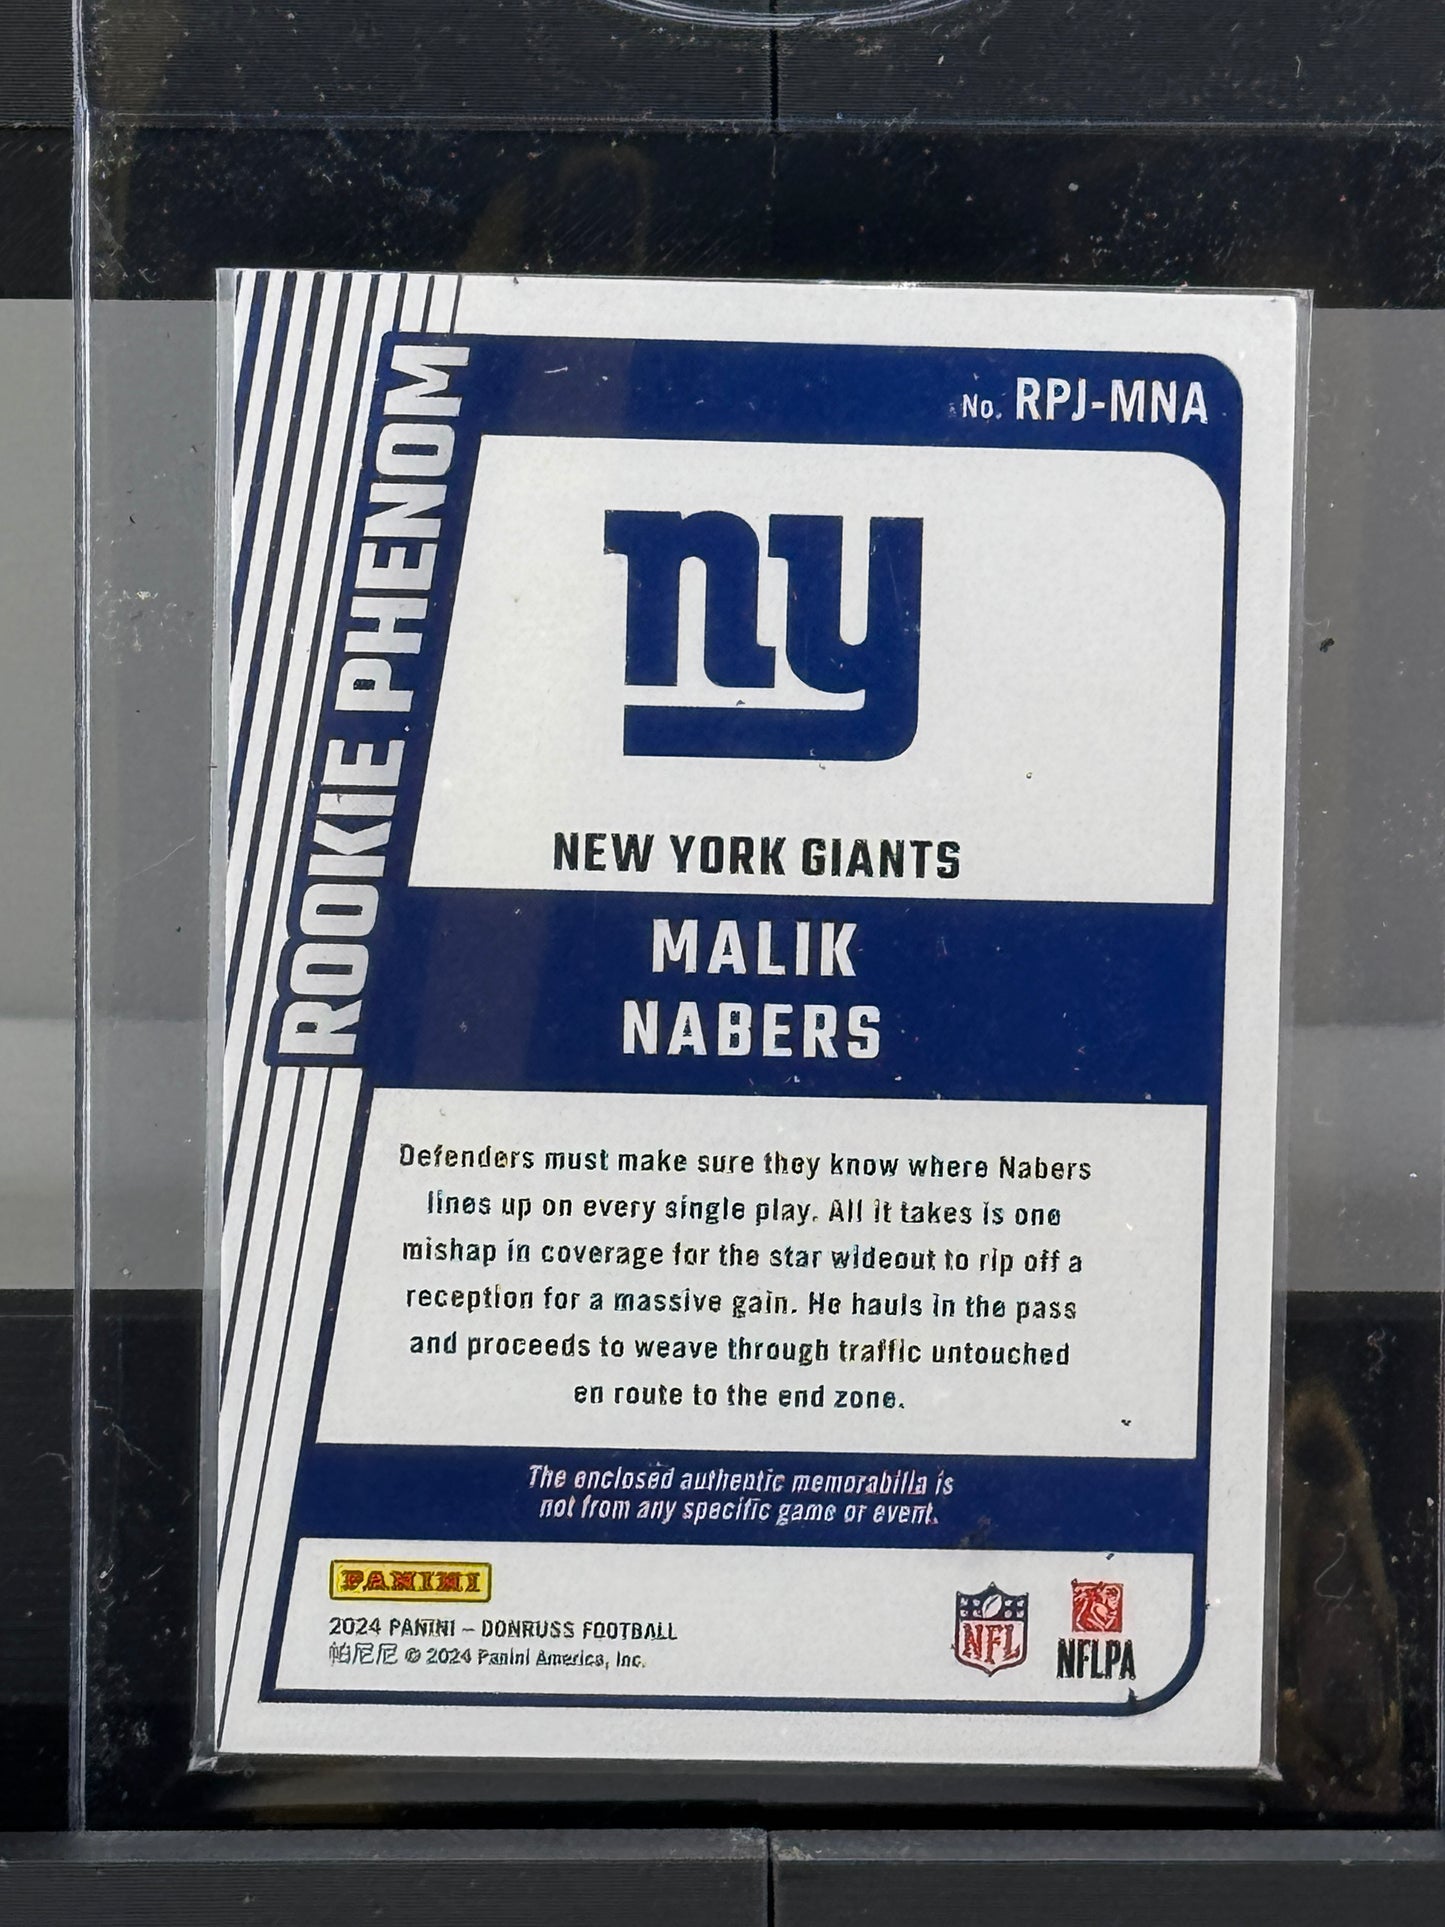 ROOKIE PHENOM
No. RPJ-MNA
ny
NEW YORK GIANTS
MALIK
NABERS
Defenders must make sure they know where Nabers
lines up on every single play. All it takes is one
mishap in coverage for the star wideout to rip off a
reception for a massive gain. He hauls in the pass
and proceeds to weave through traffic untouched
en route to the end zone.
The enclosed authentic memorabilia is
not from any specific game or event.
PANINI
2024 PANINI – DONRUSS FOOTBALL
帕尼尼 © 2024 Panini America, Inc.
NFL
NFLPA